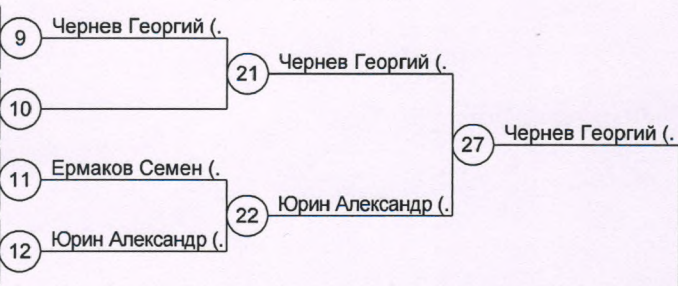 9 Чернев Георгий (.
21 Чернев Георгий (.
10
27 Чернев Георгий (.
11 Ермаков Семен (.
22 Юрин Александр (.
12 Юрин Александр (.